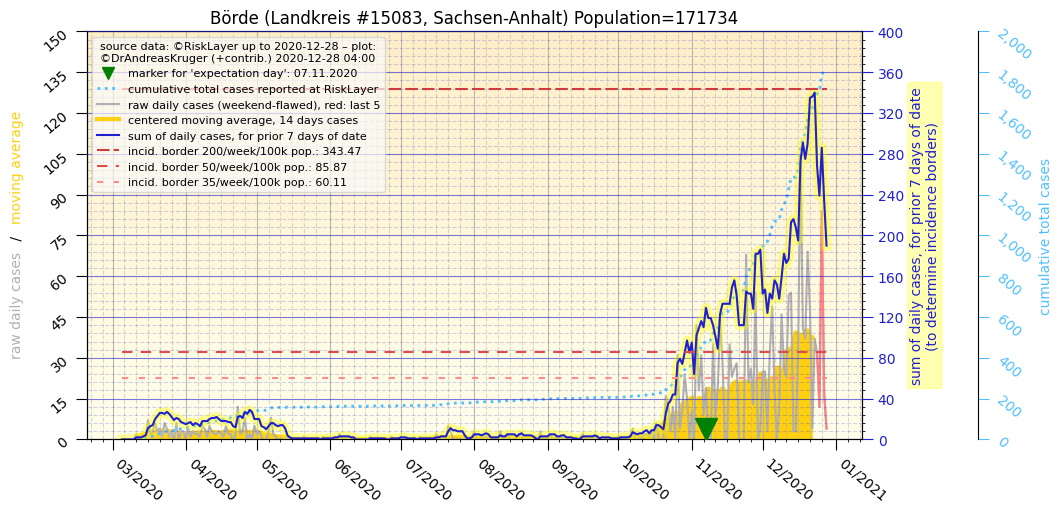 Börde (Landkreis #15083, Sachsen-Anhalt) Population=171734
source data: ©RiskLayer up to 2020-12-28 – plot:
©DrAndreasKruger (+contrib.) 2020-12-28 04:00
marker for 'expectation day': 07.11.2020
cumulative total cases reported at RiskLayer
raw daily cases (weekend-flawed), red: last 5
centered moving average, 14 days cases
sum of daily cases, for prior 7 days of date
incid. border 200/week/100k pop.: 343.47
incid. border 50/week/100k pop.: 85.87
incid. border 35/week/100k pop.: 60.11
raw daily cases / moving average
150
135
120
105
90
75
60
45
30
15
0
400
360
320
280
240
200
160
120
80
40
0
sum of daily cases, for prior 7 days of date
(to determine incidence borders)
2,000
1,800
1,600
1,400
1,200
1,000
800
600
400
200
0
cumulative total cases
03/2020
04/2020
05/2020
06/2020
07/2020
08/2020
09/2020
10/2020
11/2020
12/2020
01/2021